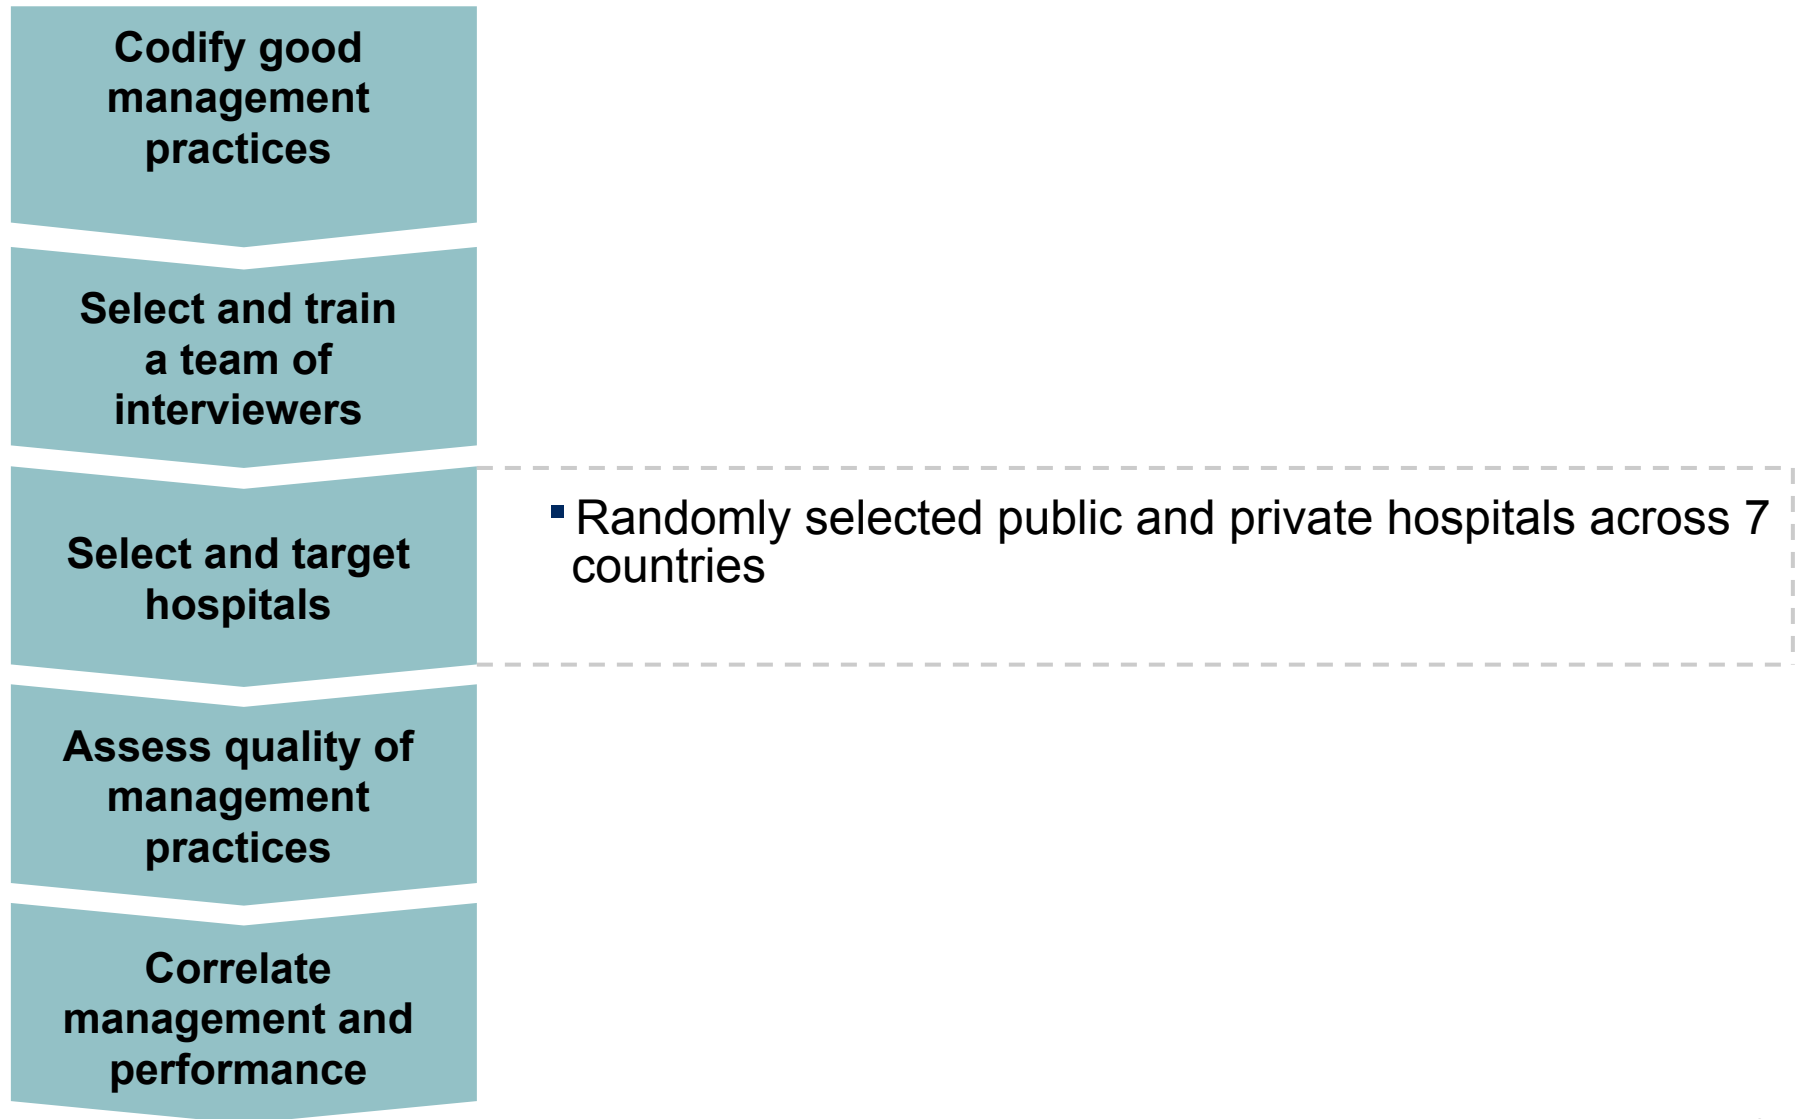 Codify good
management
practices
Select and train
a team of
interviewers
Select and target
hospitals
▪ Randomly selected public and private hospitals across 7
countries
Assess quality of
management
practices
Correlate
management and
performance